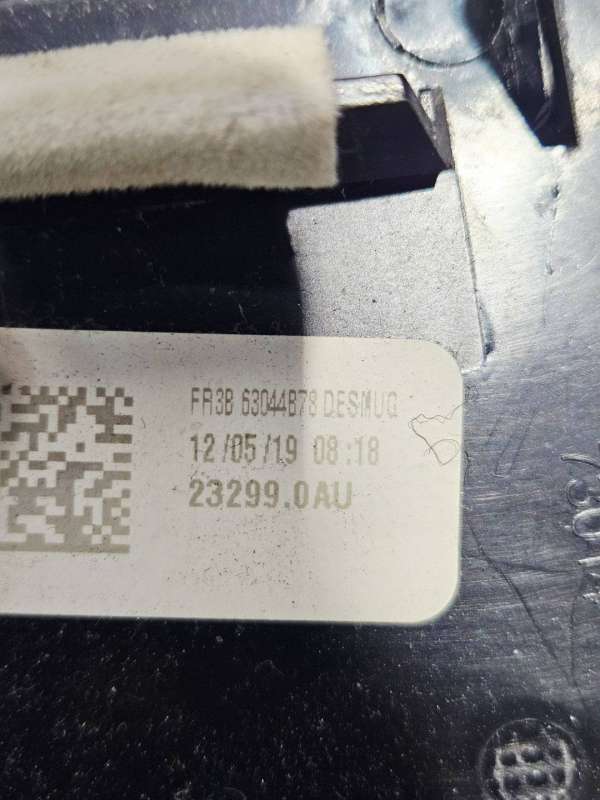 FR3B 63044B78 DESMUQ
12/05/19 08:18
23299.0AU